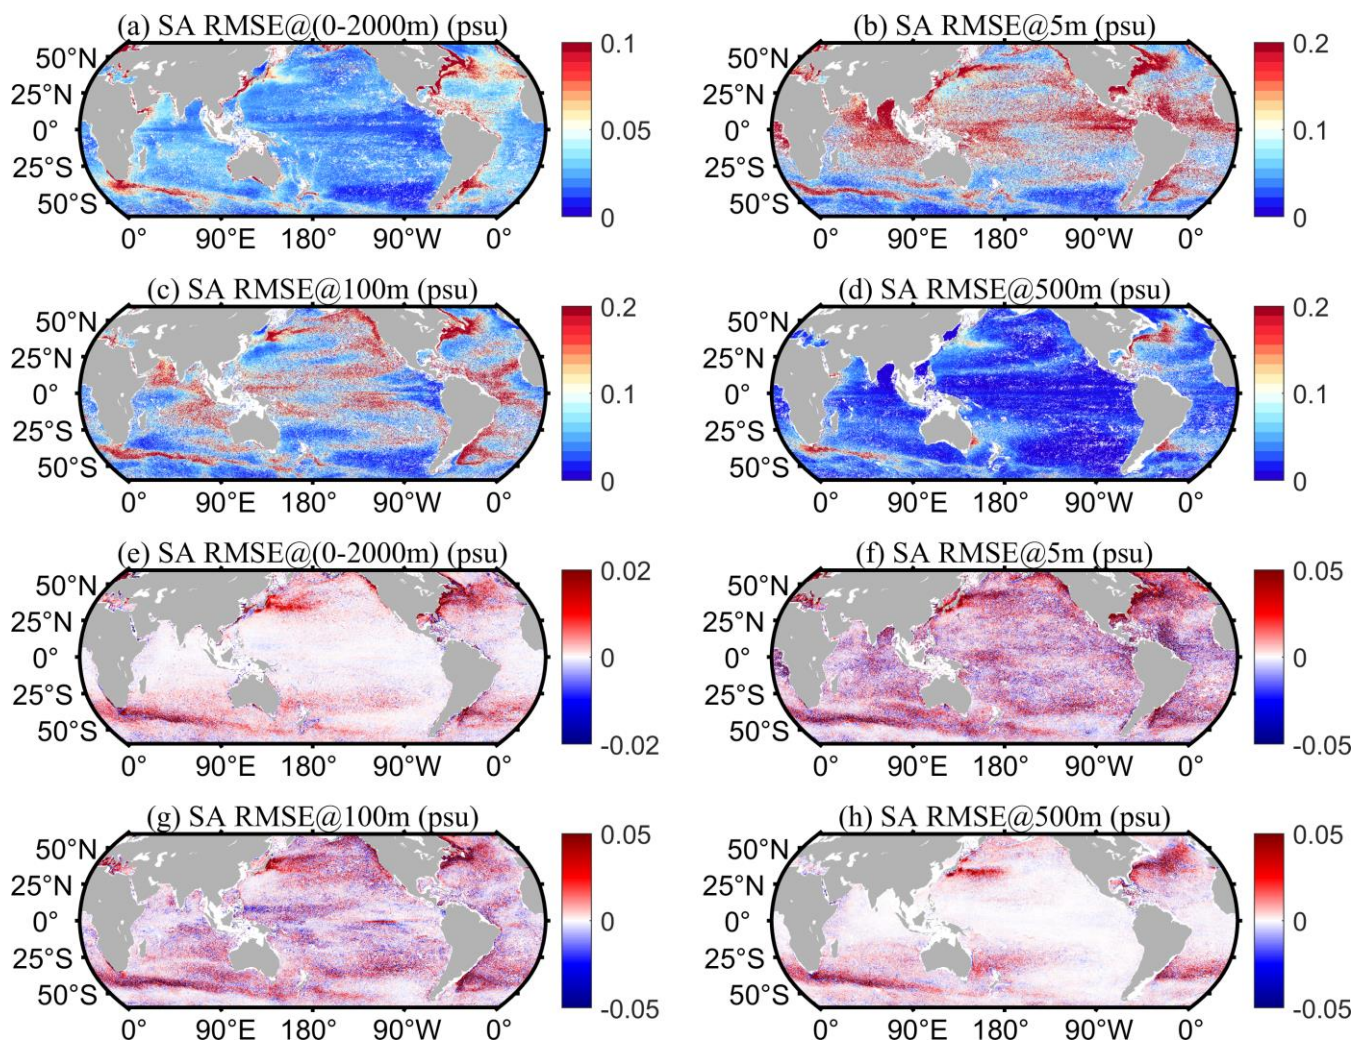 (a) SA RMSE@(0-2000m) (psu)
50°N
25°N
0°
25°S
50°S
0°
90°E
180°
90°W
0°
0.1
0.05
0
(b) SA RMSE@5m (psu)
50°N
25°N
0°
25°S
50°S
0°
90°E
180°
90°W
0°
0.2
0.1
0
(c) SA RMSE@100m (psu)
50°N
25°N
0°
25°S
50°S
0°
90°E
180°
90°W
0°
0.2
0.1
0
(d) SA RMSE@500m (psu)
50°N
25°N
0°
25°S
50°S
0°
90°E
180°
90°W
0°
0.2
0.1
0
(e) SA RMSE@(0-2000m) (psu)
50°N
25°N
0°
25°S
50°S
0°
90°E
180°
90°W
0°
0.02
0
-0.02
(f) SA RMSE@5m (psu)
50°N
25°N
0°
25°S
50°S
0°
90°E
180°
90°W
0°
0.05
0
-0.05
(g) SA RMSE@100m (psu)
50°N
25°N
0°
25°S
50°S
0°
90°E
180°
90°W
0°
0.05
0
-0.05
(h) SA RMSE@500m (psu)
50°N
25°N
0°
25°S
50°S
0°
90°E
180°
90°W
0°
0.05
0
-0.05